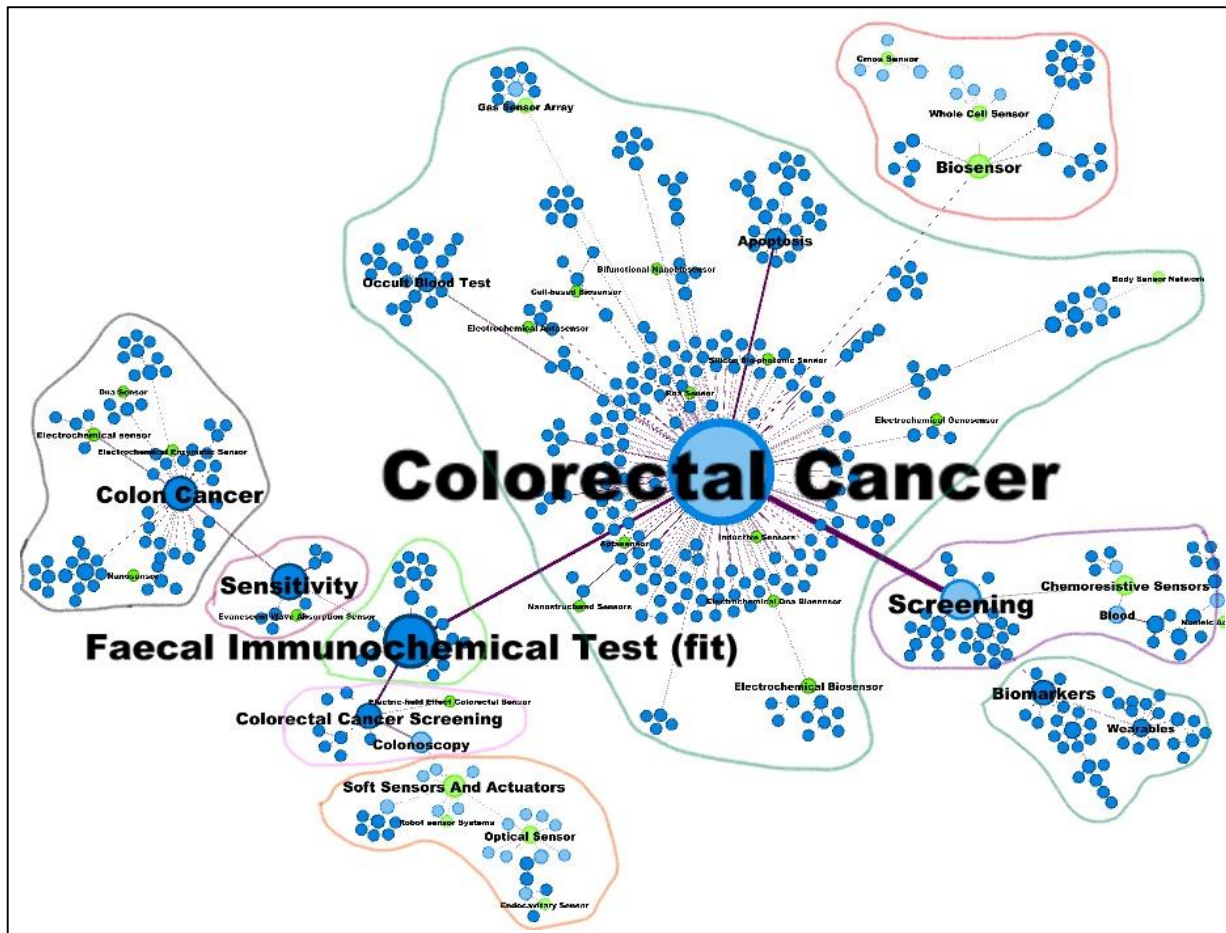 Cmos Sensor
Gas Sensor Array
Whole Cell Sensor
Biosensor
Apoptosis
Bifunctional Nanobiosensor
Body Sensor Network
Occult Blood Test
Cell-based Biosensor
Electrochemical Aptasensor
Silicon Bio-photonic Sensor
Dna Sensor
Rna Sensor
Electrochemical Genosensor
Electrochemical sensor
Electrochemical Enzymatic Sensor
Colorectal Cancer
Colon Cancer
Aptasensor
Inductive Sensors
Nanosensor
Sensitivity
Chemoresistive Sensors
Screening
Electrochemical Dna Biosensor
Nanostructured Sensors
Evanescent Wave Absorption Sensor
Blood
Faecal Immunochemical Test (fit)
Electrochemical Biosensor
Biomarkers
Electric-field Effect Colorectal Sensor
Colorectal Cancer Screening
Wearables
Colonoscopy
Soft Sensors And Actuators
Robot sensor Systems
Optical Sensor
Endocavitary Sensor